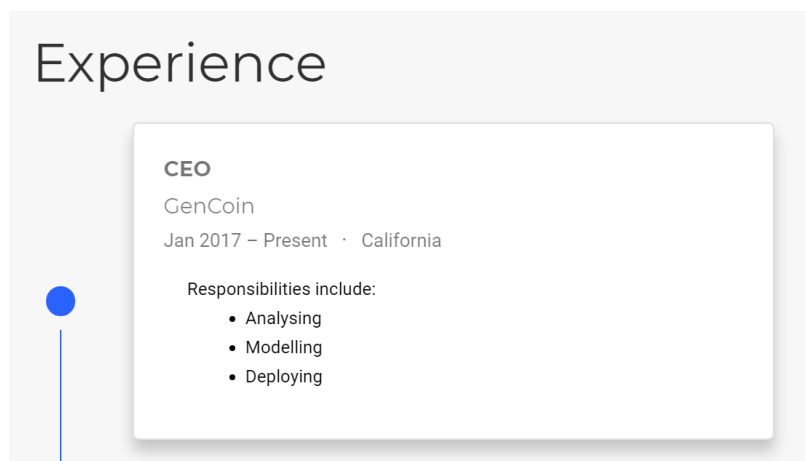 Experience
CEO
GenCoin
Jan 2017 – Present · California
Responsibilities include:
• Analysing
• Modelling
• Deploying